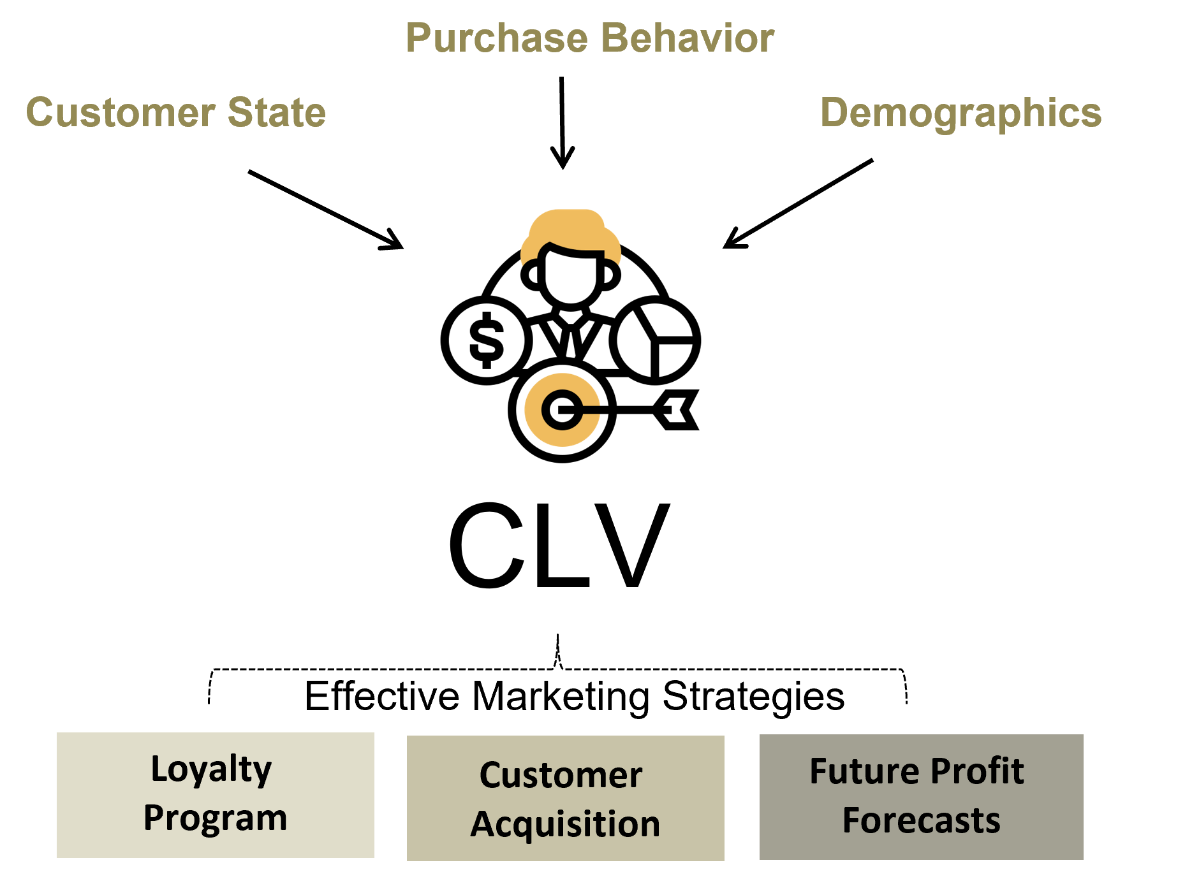 Purchase Behavior
Customer State
Demographics
$
CLV
Effective Marketing Strategies
Loyalty
Program
Customer
Acquisition
Future Profit
Forecasts